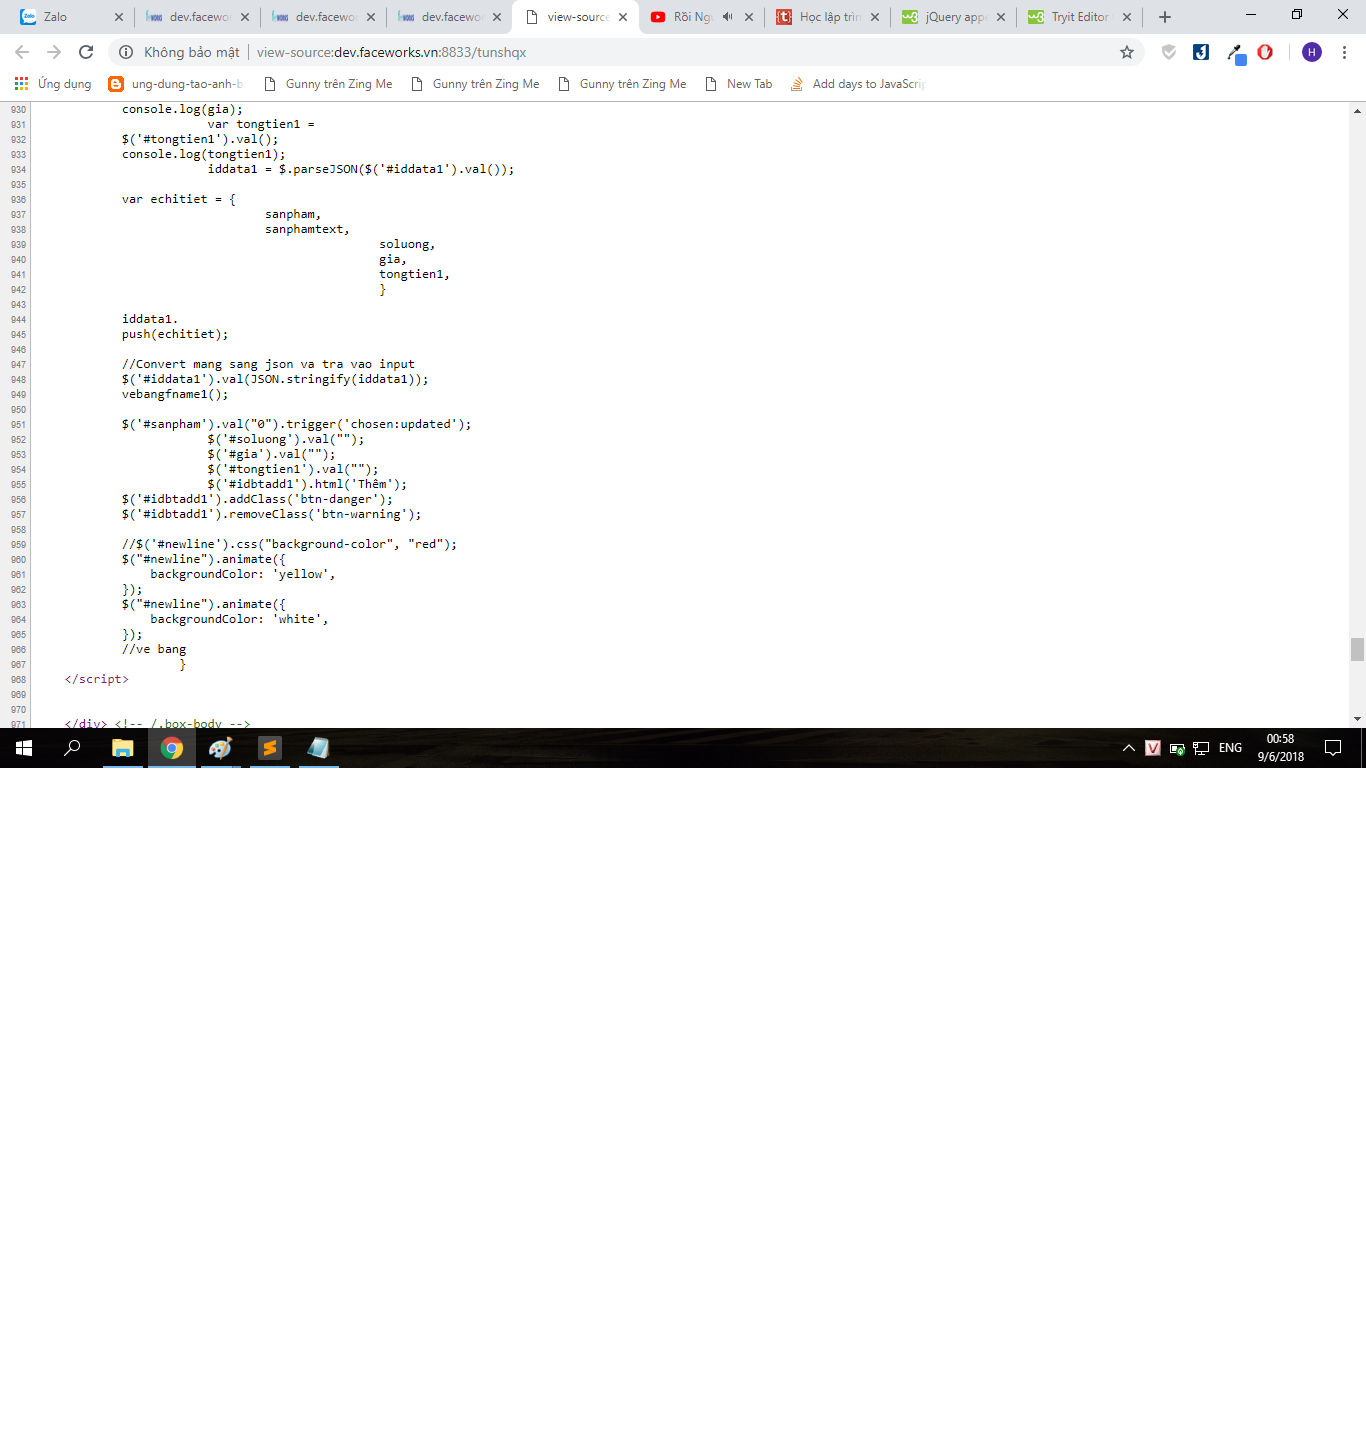 Zalo
dev.facewor
dev.facewor
dev.facewor
view-source
Rồi Ng
Học lập trìn
jQuery appe
Tryit Editor
Không bảo mật view-source:dev.faceworks.vn:8833/tunshqx
H
Ứng dụng ung-dung-tao-anh-b Gunny trên Zing Me Gunny trên Zing Me Gunny trên Zing Me New Tab Add days to JavaScrip
930 console.log(gia);
931 var tongtien1 =
932 $('#tongtien1').val();
933 console.log(tongtien1);
934 iddata1 = $.parseJSON($('#iddata1').val());
935
936 var echitiet = {
937 sanpham,
938 sanphamtext,
939 soluong,
940 gia,
941 tongtien1,
942 }
943
944 iddata1.
945 push(echitiet);
946
947 //Convert mang sang json va tra vao input
948 $('#iddata1').val(JSON.stringify(iddata1));
949 vebangfname1();
950
951 $('#sanpham').val("0").trigger('chosen:updated');
952 $('#soluong').val("");
953 $('#gia').val("");
954 $('#tongtien1').val("");
955 $('#idbtadd1').html('Thêm');
956 $('#idbtadd1').addClass('btn-danger');
957 $('#idbtadd1').removeClass('btn-warning');
958
959 //$('#newline').css("background-color", "red");
960 $("#newline").animate({
961 backgroundColor: 'yellow',
962 });
963 $("#newline").animate({
964 backgroundColor: 'white',
965 });
966 //ve bang
967 }
968 </script>
969
970
971 </div> <!-- /.box-body -->
ENG
00:58
9/6/2018